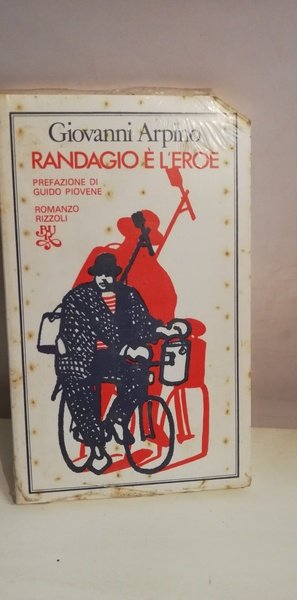 Giovanni Arpino
RANDAGIO È L'EROE
PREFAZIONE DI
GUIDO PIOVENE
ROMANZO
RIZZOLI
BUR